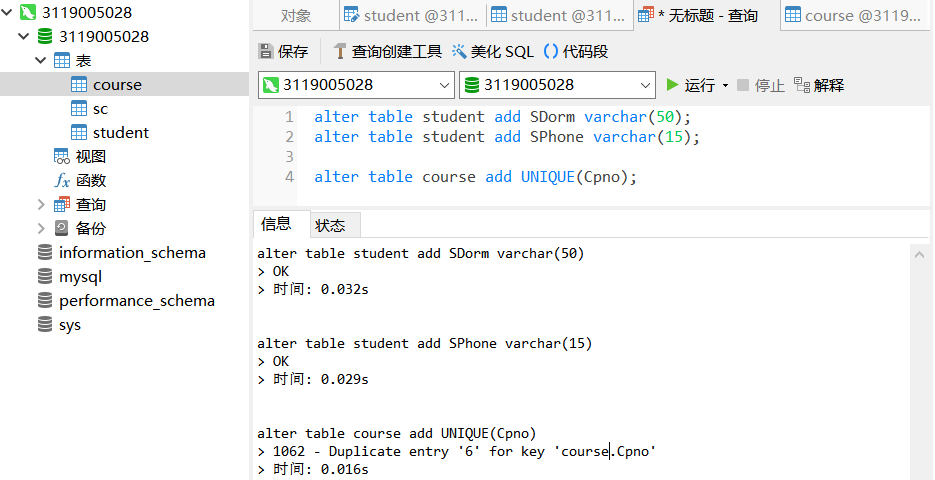 3119005028
3119005028
表
course
sc
student
视图
函数
查询
备份
information_schema
mysql
performance_schema
sys
对象
student @311...
student @311...
* 无标题 - 查询
course @3119...
保存
查询创建工具
美化 SQL
代码段
3119005028
3119005028
运行
停止
解释
1 alter table student add SDorm varchar(50);
2 alter table student add SPhone varchar(15);
3
4 alter table course add UNIQUE(Cpno);
信息
状态
alter table student add SDorm varchar(50)
> OK
> 时间: 0.032s
alter table student add SPhone varchar(15)
> OK
> 时间: 0.029s
alter table course add UNIQUE(Cpno)
> 1062 - Duplicate entry '6' for key 'course.Cpno'
> 时间: 0.016s